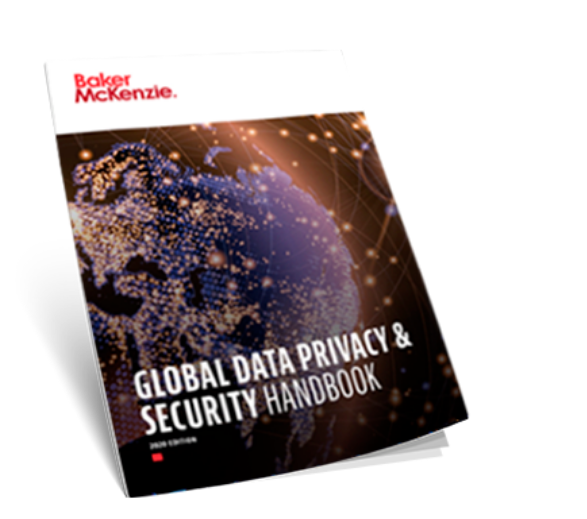 Baker
McKenzie.
GLOBAL DATA PRIVACY &
SECURITY HANDBOOK
2020 EDITION